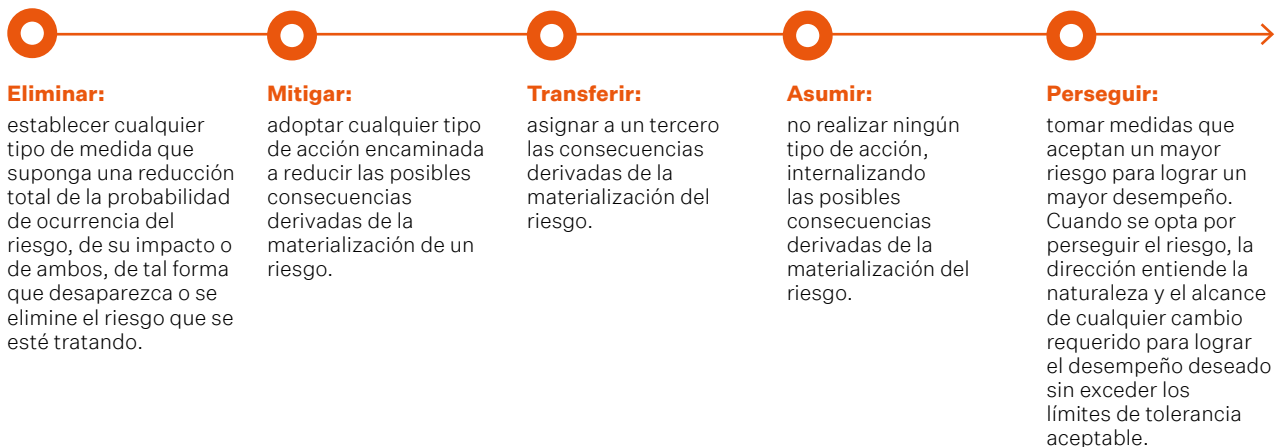 Eliminar:
establecer cualquier
tipo de medida que
suponga una reducción
total de la probabilidad
de ocurrencia del
riesgo, de su impacto o
de ambos, de tal forma
que desaparezca o se
elimine el riesgo que se
esté tratando.
Mitigar:
adoptar cualquier tipo
de acción encaminada
a reducir las posibles
consecuencias
derivadas de la
materialización de un
riesgo.
Transferir:
asignar a un tercero
las consecuencias
derivadas de la
materialización del
riesgo.
Asumir:
no realizar ningún
tipo de acción,
internalizando
las posibles
consecuencias
derivadas de la
materialización del
riesgo.
Perseguir:
tomar medidas que
aceptan un mayor
riesgo para lograr un
mayor desempeño.
Cuando se opta por
perseguir el riesgo, la
dirección entiende la
naturaleza y el alcance
de cualquier cambio
requerido para lograr
el desempeño deseado
sin exceder los
límites de tolerancia
aceptable.